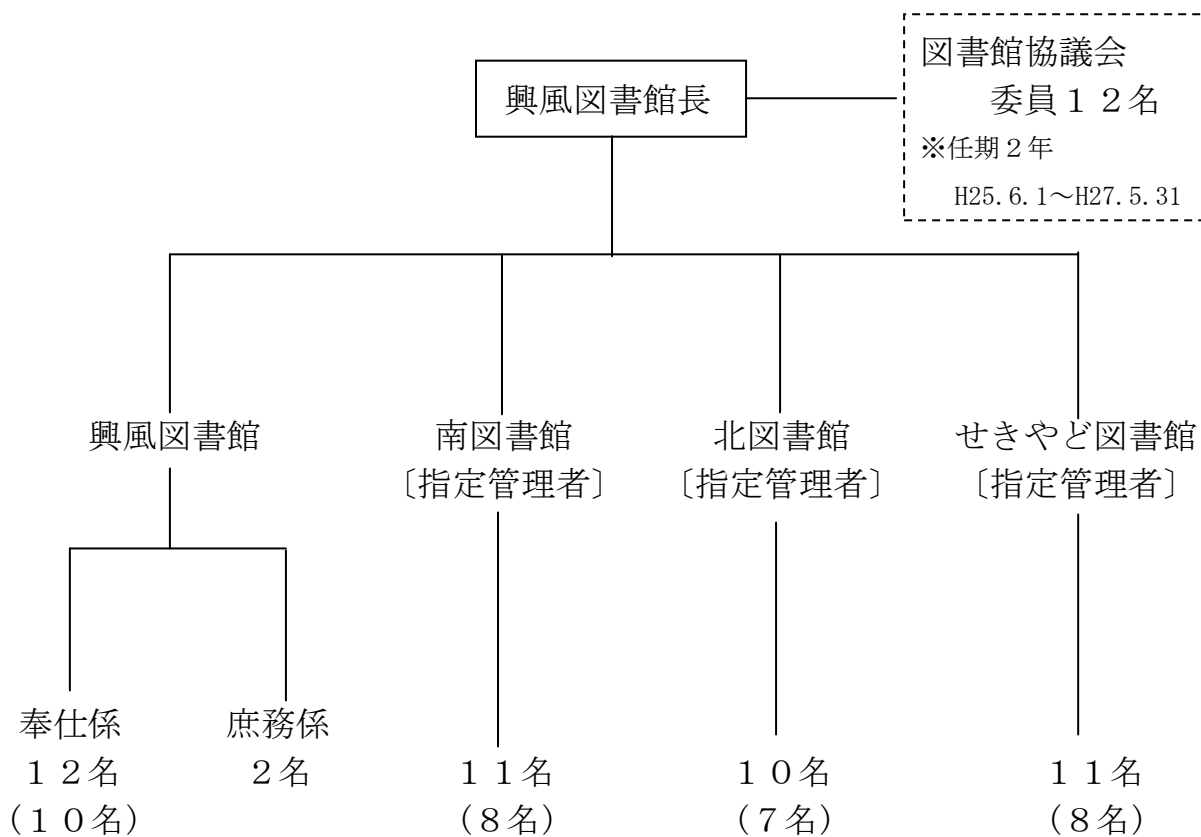 図書館協議会
委員１２名
※任期２年
H25.6.1～H27.5.31
興風図書館長
興風図書館
南図書館
〔指定管理者〕
北図書館
〔指定管理者〕
せきやど図書館
〔指定管理者〕
奉仕係
１２名
（１０名）
庶務係
２名
１１名
（８名）
１０名
（７名）
１１名
（８名）